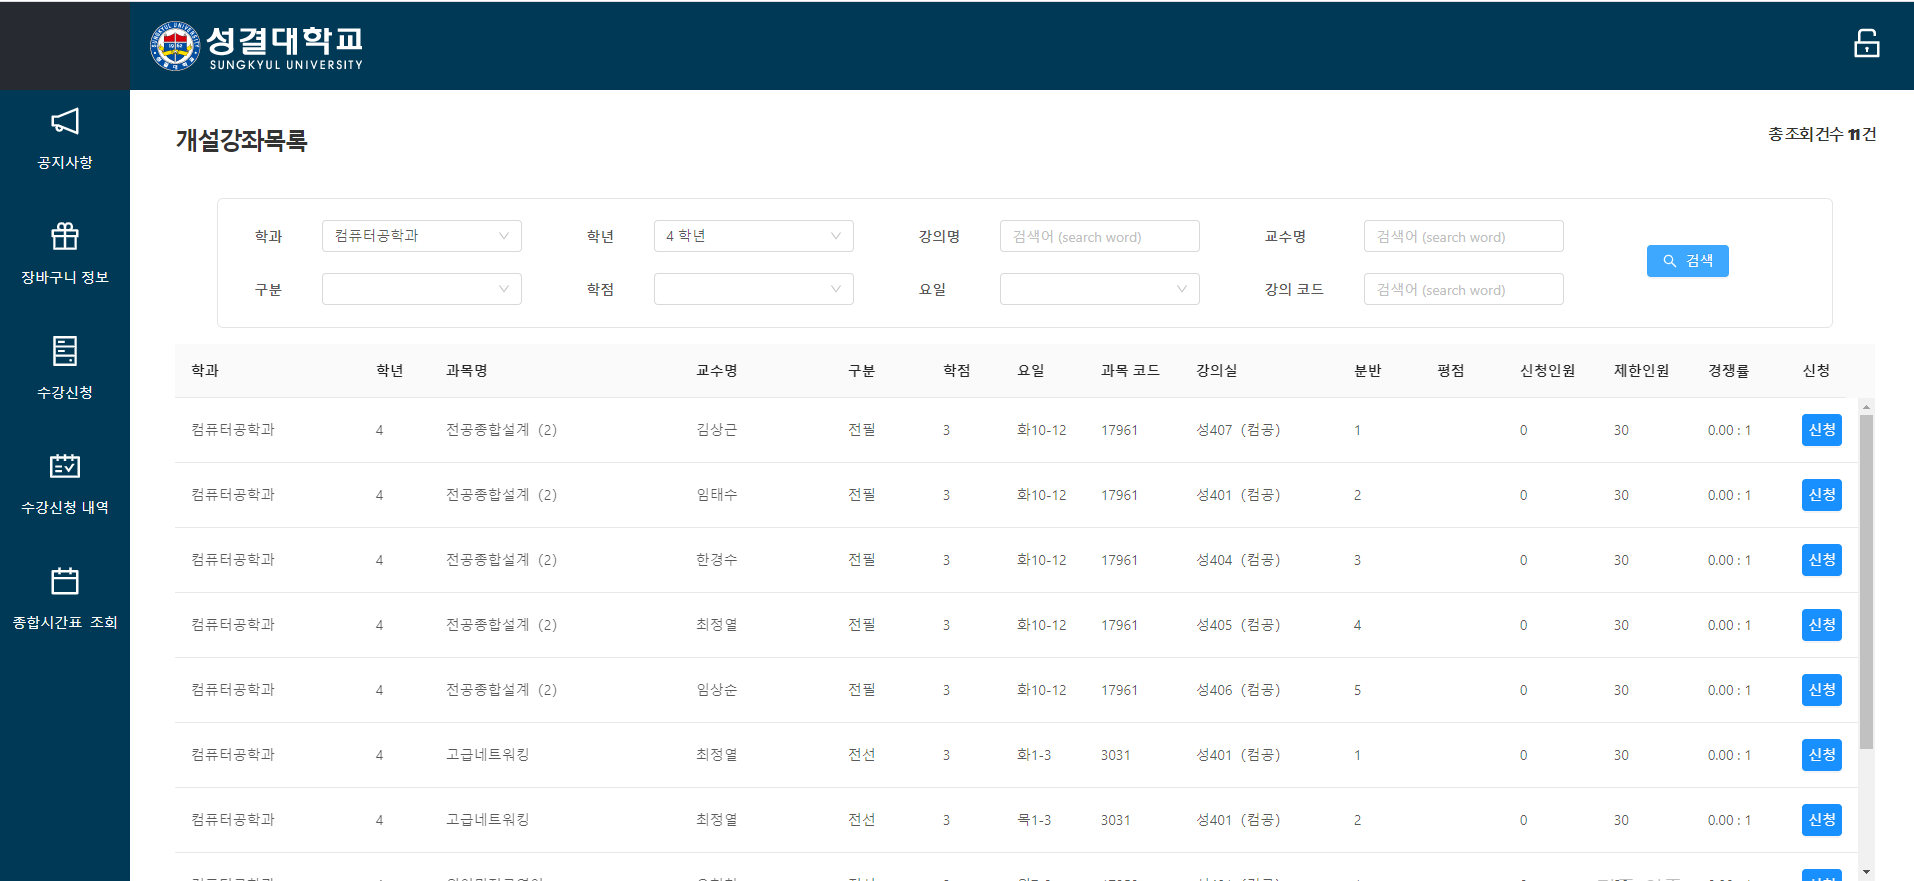 성결대학교
SUNGKYUL UNIVERSITY
공지사항
장바구니 정보
수강신청
수강신청 내역
종합시간표 조회
개설강좌목록
총 조회건수 11건
학과 컴퓨터공학과 학년 4 학년 강의명 검색어 (search word) 교수명 검색어 (search word)
검색
구분 학점 요일 강의 코드 검색어 (search word)
학과 학년 과목명 교수명 구분 학점 요일 과목 코드 강의실 분반 평점 신청인원 제한인원 경쟁률 신청
컴퓨터공학과 4 전공종합설계 (2) 김상근 전필 3 화10-12 17961 성407 (컴공) 1 0 30 0.00 : 1 신청
컴퓨터공학과 4 전공종합설계 (2) 임태수 전필 3 화10-12 17961 성401 (컴공) 2 0 30 0.00 : 1 신청
컴퓨터공학과 4 전공종합설계 (2) 한경수 전필 3 화10-12 17961 성404 (컴공) 3 0 30 0.00 : 1 신청
컴퓨터공학과 4 전공종합설계 (2) 최정열 전필 3 화10-12 17961 성405 (컴공) 4 0 30 0.00 : 1 신청
컴퓨터공학과 4 전공종합설계 (2) 임상순 전필 3 화10-12 17961 성406 (컴공) 5 0 30 0.00 : 1 신청
컴퓨터공학과 4 고급네트워킹 최정열 전선 3 화1-3 3031 성401 (컴공) 1 0 30 0.00 : 1 신청
컴퓨터공학과 4 고급네트워킹 최정열 전선 3 목1-3 3031 성401 (컴공) 2 0 30 0.00 : 1 신청